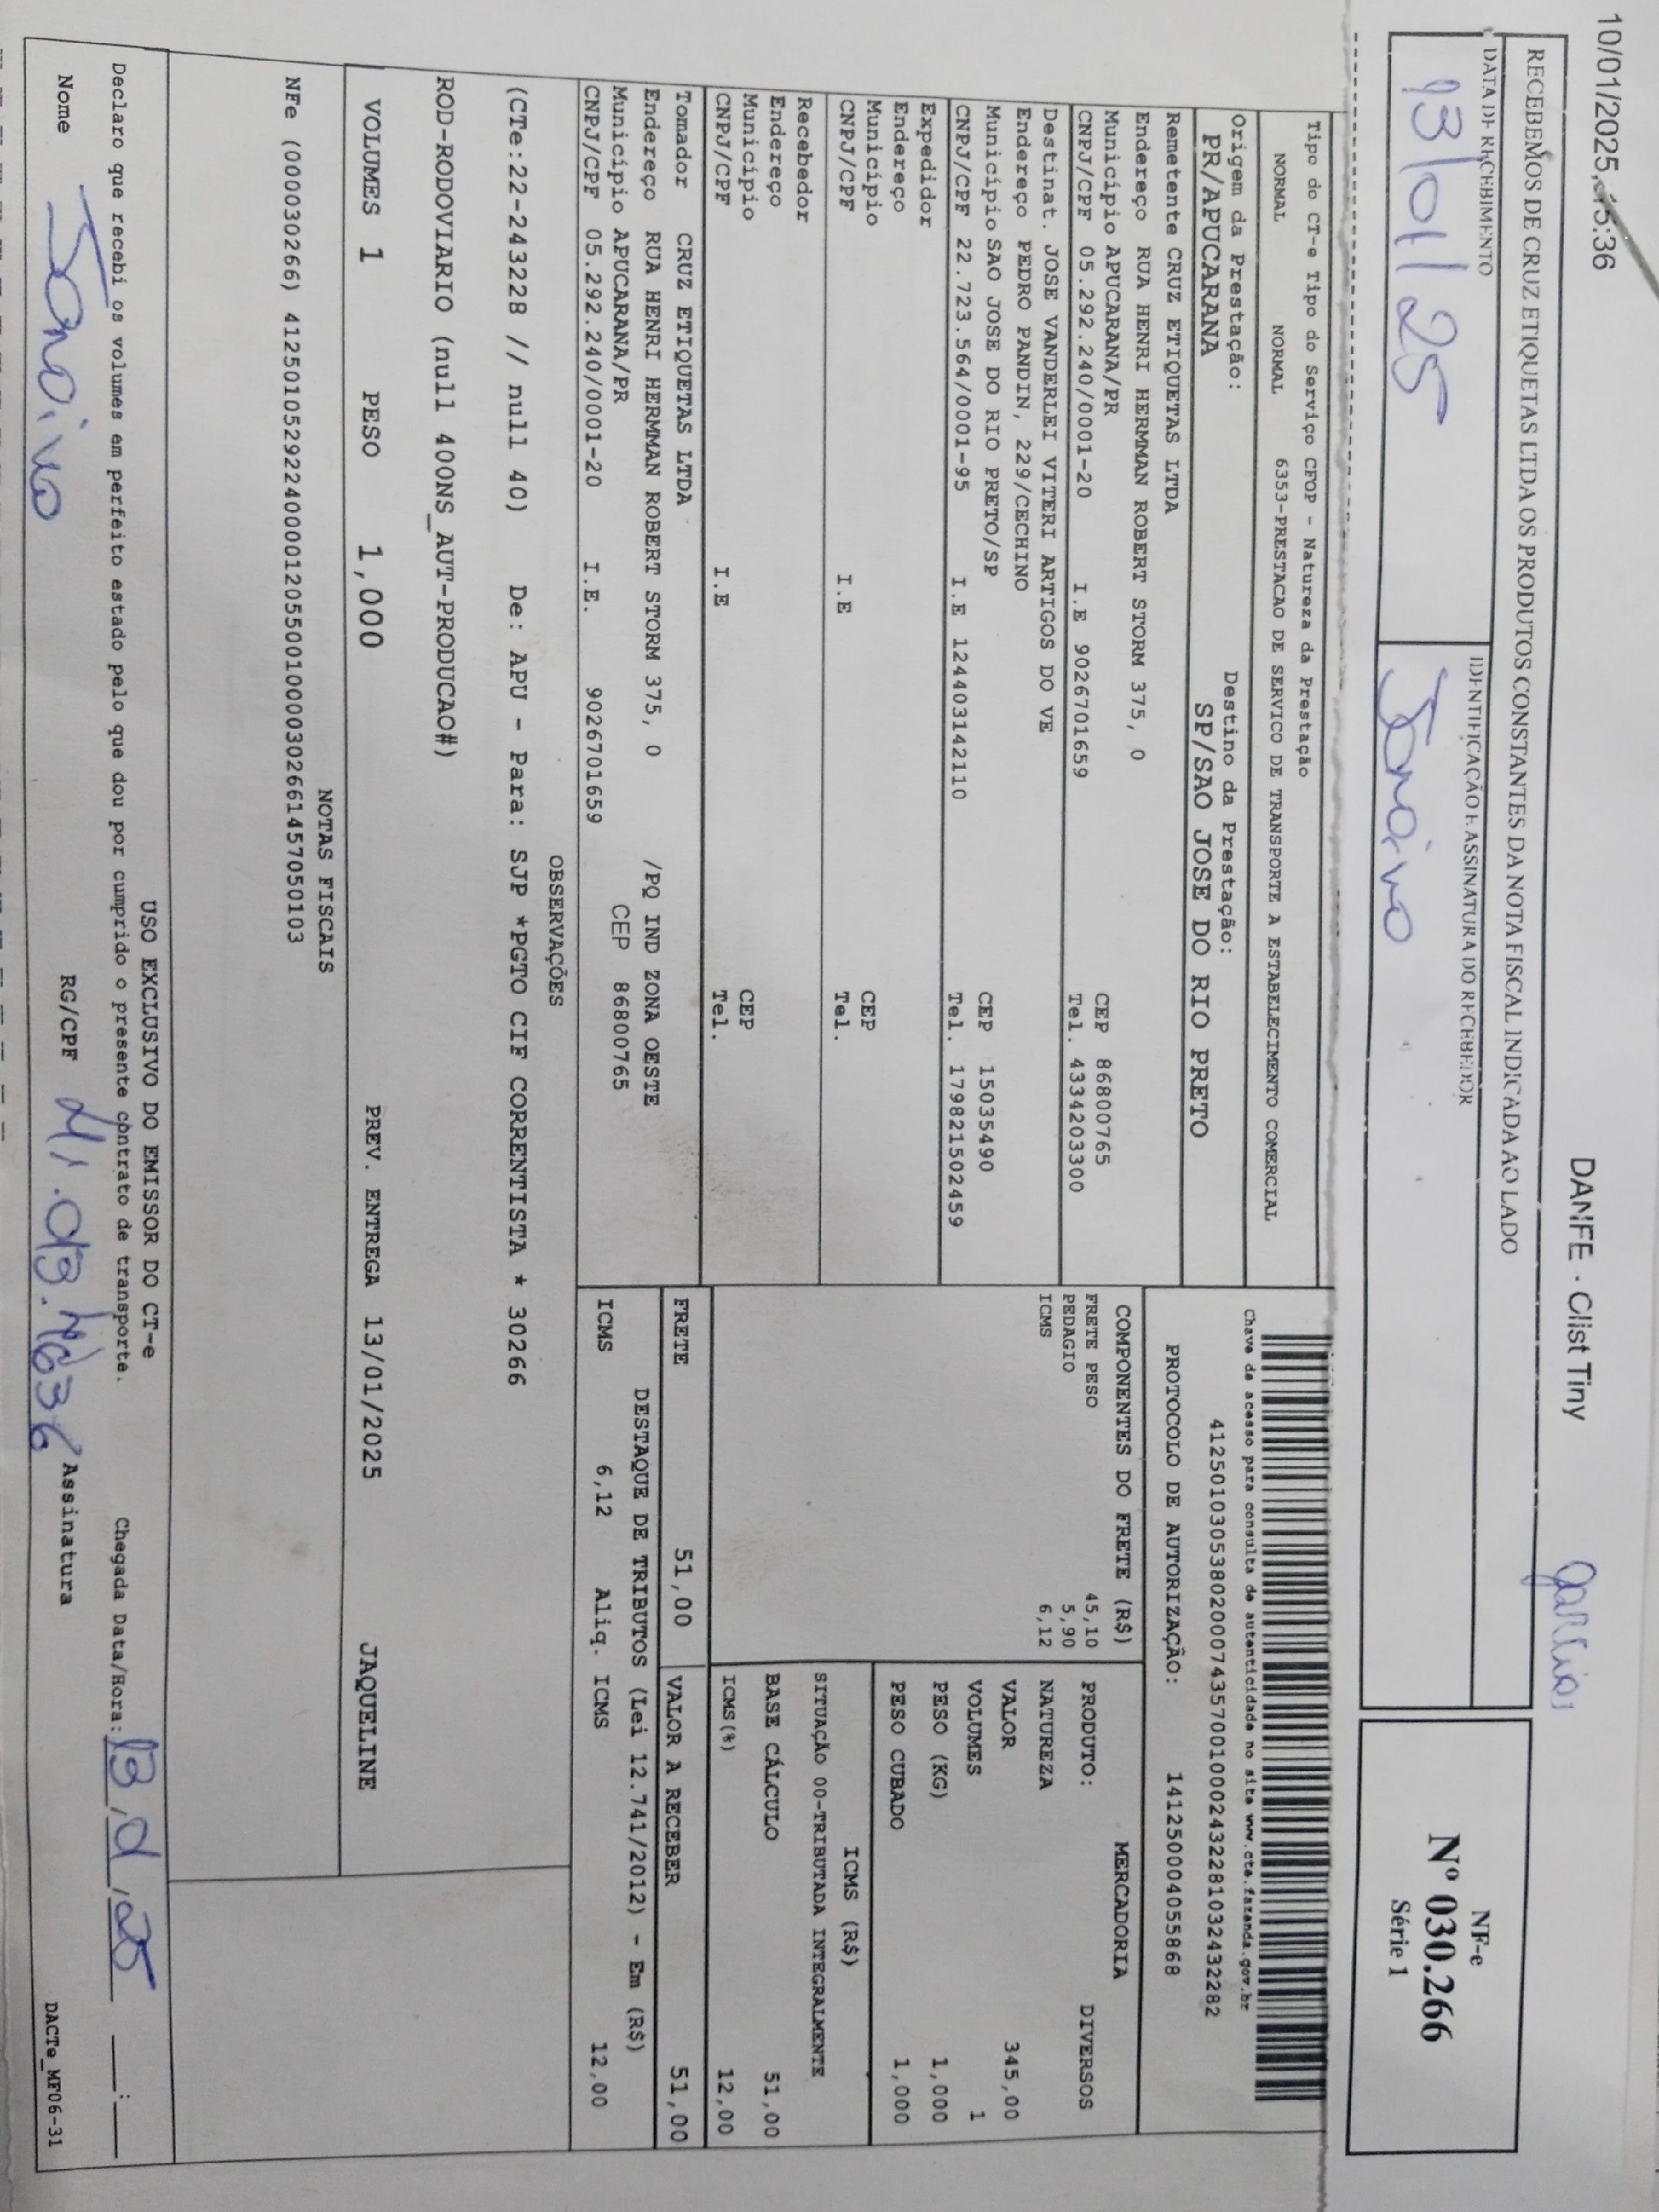 10/01/2025, 15:36
DANFE - Clist Tiny
RECEBEMOS DE CRUZ ETIQUETAS LTDA OS PRODUTOS CONSTANTES DA NOTA FISCAL INDICADA AO LADO
DATA DE RECEBIMENTO
13/01/25
IDENTIFICAÇÃO E ASSINATURA DO RECEBEDOR
NF-e
Nº 030.266
Série 1
Tipo do CT-e Tipo do Serviço CFOP - Natureza da Prestação
NORMAL NORMAL 6353-PRESTACAO DE SERVICO DE TRANSPORTE A ESTABELECIMENTO COMERCIAL
Origem da Prestação: Destino da Prestação:
PR/APUCARANA SP/SAO JOSE DO RIO PRETO
Chave de acesso para consulta de autenticidade no site www.cte.fazenda.gov.br
41250103053802000743570010002432281032432282
PROTOCOLO DE AUTORIZAÇÃO: 141250004055868
Remetente CRUZ ETIQUETAS LTDA
Endereço RUA HENRI HERMMAN ROBERT STORM 375, 0
Município APUCARANA/PR CEP 86800765
CNPJ/CPF 05.292.240/0001-20 I.E 9026701659 Tel. 4334203300
Destinat. JOSE VANDERLEI VITERI ARTIGOS DO VE
Endereço PEDRO PANDIN, 229/CECHINO
Município SAO JOSE DO RIO PRETO/SP CEP 15035490
CNPJ/CPF 22.723.564/0001-95 I.E 124403142110 Tel. 179821502459
Expedidor
Endereço
Município CEP
CNPJ/CPF I.E Tel.
Recebedor
Endereço
Município CEP
CNPJ/CPF I.E Tel.
Tomador CRUZ ETIQUETAS LTDA
Endereço RUA HENRI HERMMAN ROBERT STORM 375, 0 /PQ IND ZONA OESTE
Município APUCARANA/PR CEP 86800765
CNPJ/CPF 05.292.240/0001-20 I.E. 9026701659
COMPONENTES DO FRETE (R$)
FRETE PESO 45,10
PEDAGIO 5,90
ICMS 6,12
MERCADORIA
PRODUTO: DIVERSOS
NATUREZA
VALOR 345,00
VOLUMES 1
PESO (KG) 1,000
PESO CUBADO 1,000
ICMS (R$)
SITUAÇÃO 00-TRIBUTADA INTEGRALMENTE
BASE CÁLCULO 51,00
ICMS(%) 12,00
FRETE 51,00 VALOR A RECEBER 51,00
DESTAQUE DE TRIBUTOS (Lei 12.741/2012) - Em (R$)
ICMS 6,12 Aliq. ICMS 12,00
OBSERVAÇÕES
(CTe:22-243228 // null 40) De: APU - Para: SJP *PGTO CIF CORRENTISTA * 30266
ROD-RODOVIARIO (null 400NS_AUT-PRODUCAO#)
VOLUMES 1 PESO 1,000 PREV. ENTREGA 13/01/2025 JAQUELINE
NOTAS FISCAIS
NFe (000030266) 41250105292240000120550010000302661457050103
USO EXCLUSIVO DO EMISSOR DO CT-e
Declaro que recebi os volumes em perfeito estado pelo que dou por cumprido o presente contrato de transporte. Chegada Data/Hora: __:__
Nome RG/CPF Assinatura
DACTe_MF06-31